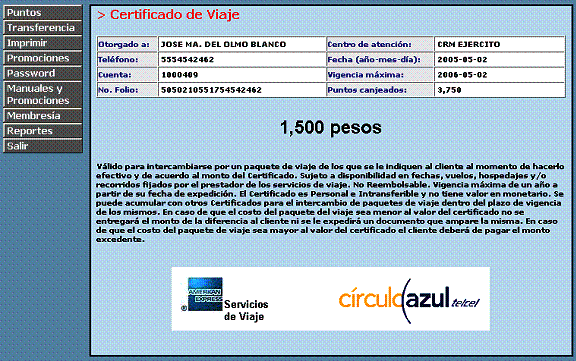 Puntos
Transferencia
Imprimir
Promociones
Password
Manuales y
Promociones
Membresía
Reportes
Salir
> Certificado de Viaje
Otorgado a: JOSE MA. DEL OLMO BLANCO Centro de atención: CRM EJERCITO
Teléfono: 5554542462 Fecha (año-mes-día): 2005-05-02
Cuenta: 1000409 Vigencia máxima: 2006-05-02
No. Folio: 5050210551754542462 Puntos canjeados: 3,750
1,500 pesos
Válido para intercambiarse por un paquete de viaje de los que se le indiquen al cliente al momento de hacerlo
efectivo y de acuerdo al monto del Certificado. Sujeto a disponibilidad en fechas, vuelos, hospedajes y/o
recorridos fijados por el prestador de los servicios de viaje. No Reembolsable. Vigencia máxima de un año a
partir de su fecha de expedición. El Certificado es Personal e Intransferible y no tiene valor en monetario. Se
puede acumular con otros Certificados para el intercambio de paquetes de viaje dentro del plazo de vigencia
de los mismos. En caso de que el costo del paquete del viaje sea menor al valor del certificado no se
entregará el monto de la diferencia al cliente ni se le expedirá un documento que ampare la misma. En caso
de que el costo del paquete de viaje sea mayor al valor del certificado el cliente deberá de pagar el monto
excedente.
AMERICAN
EXPRESS
® Servicios
de Viaje
círculo(azul telcel